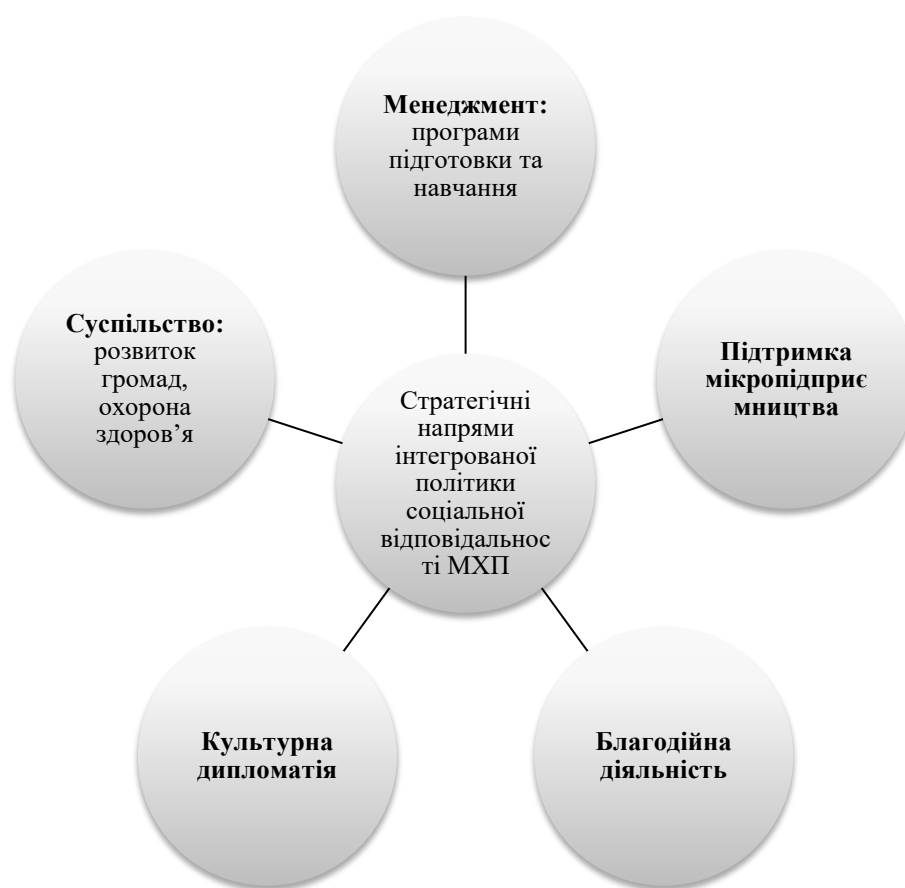 Менеджмент:
програми
підготовки та
навчання
Суспільство:
розвиток
громад,
охорона
здоров’я
Підтримка
мікропідприє
мництва
Стратегічні
напрями
інтегрованої
політики
соціальної
відповідальнос
ті МХП
Культурна
дипломатія
Благодійна
діяльність